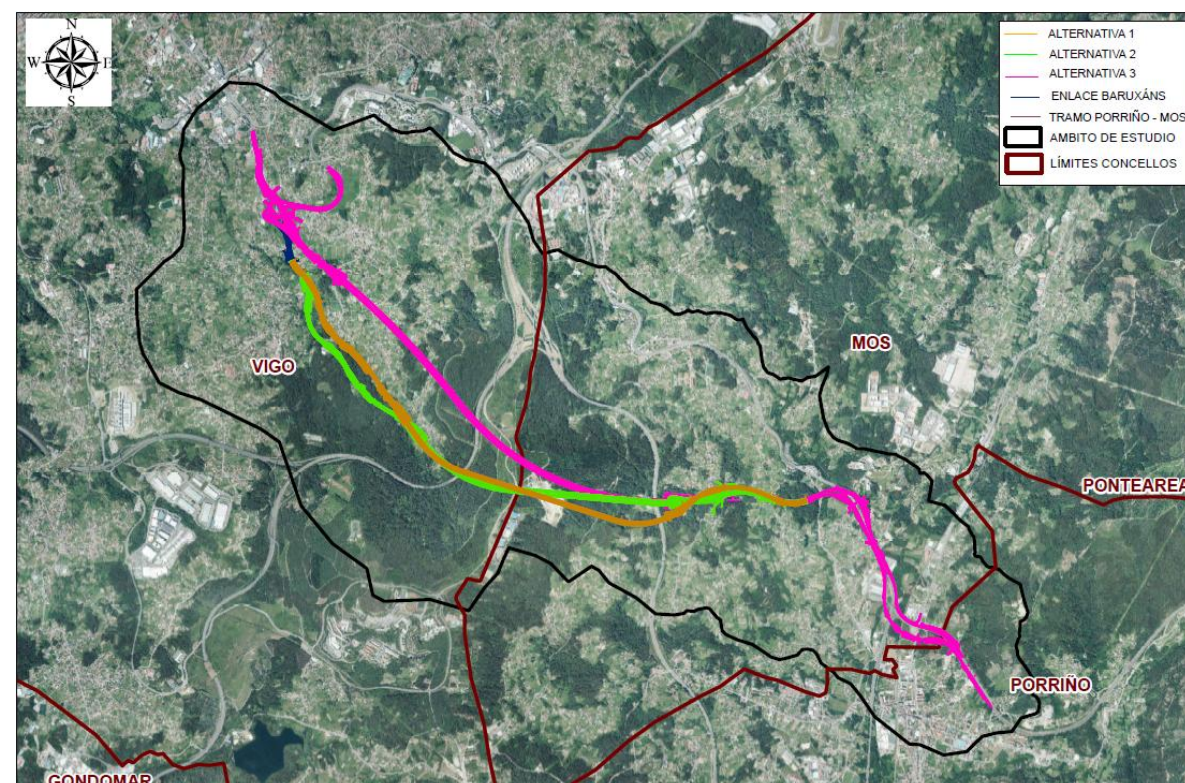 N
W E
S
ALTERNATIVA 1
ALTERNATIVA 2
ALTERNATIVA 3
ENLACE BARUXÁNS
TRAMO PORRIÑO - MOS
AMBITO DE ESTUDIO
LÍMITES CONCELLOS
MOS
VIGO
PONTEAREA
PORRIÑO
GONDOMAR